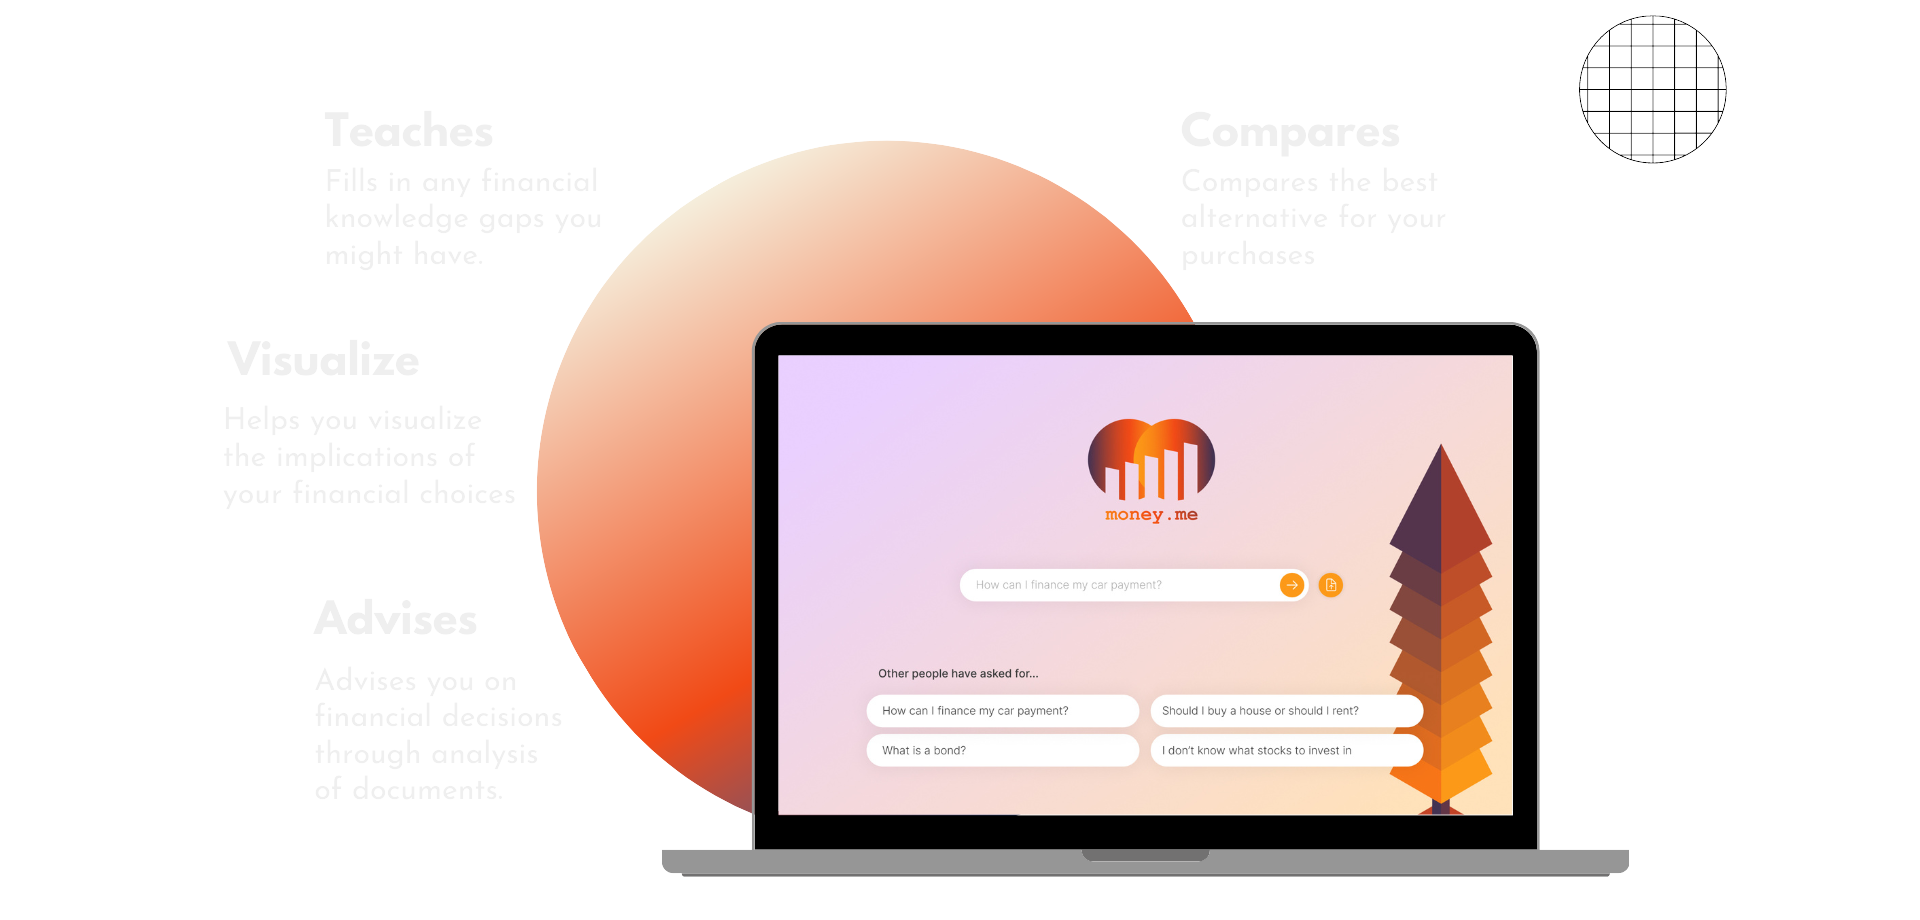 Teaches
Fills in any financial
knowledge gaps you
might have.
Compares
Compares the best
alternative for your
purchases
Visualize
Helps you visualize
the implications of
your financial choices
Advises
Advises you on
financial decisions
through analysis
of documents.
money.me
How can I finance my car payment?
Other people have asked for...
How can I finance my car payment?
Should I buy a house or should I rent?
What is a bond?
I don't know what stocks to invest in